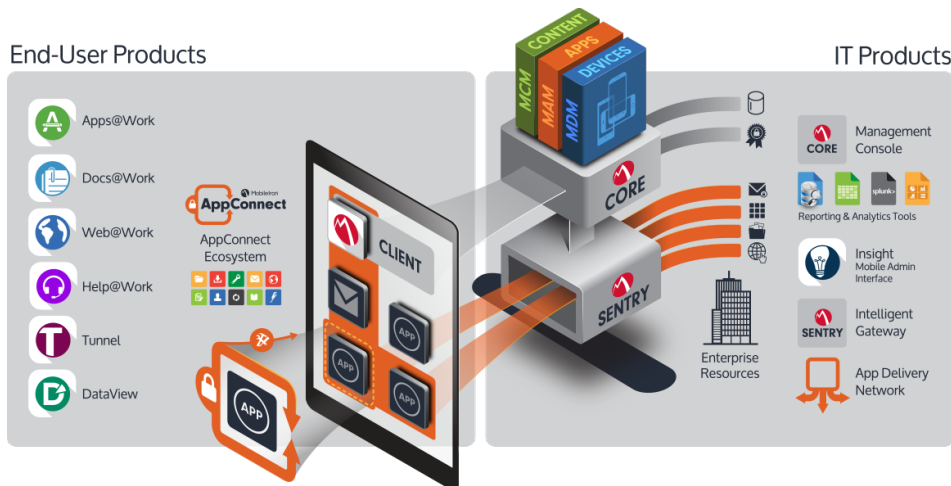 End-User Products
Apps@Work
Docs@Work
Web@Work
Help@Work
Tunnel
DataView
MobileIron
AppConnect
AppConnect
Ecosystem
APP
CLIENT
APP
APP
APP
CONTENT
APPS
DEVICES
MCM
MAM
MDM
CORE
SENTRY
Enterprise
Resources
IT Products
CORE
Management
Console
splunk>
Reporting & Analytics Tools
Insight
Mobile Admin
Interface
SENTRY
Intelligent
Gateway
App Delivery
Network